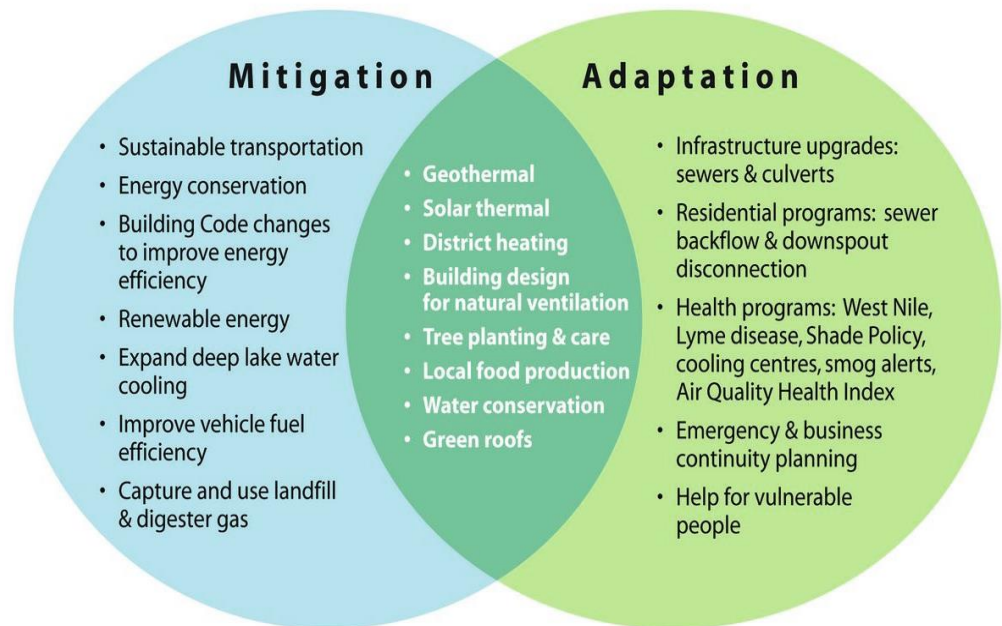 Mitigation
• Sustainable transportation
• Energy conservation
• Building Code changes
to improve energy
efficiency
• Renewable energy
• Expand deep lake water
cooling
• Improve vehicle fuel
efficiency
• Capture and use landfill
& digester gas
• Geothermal
• Solar thermal
• District heating
• Building design
for natural ventilation
• Tree planting & care
• Local food production
• Water conservation
• Green roofs
Adaptation
• Infrastructure upgrades:
sewers & culverts
• Residential programs: sewer
backflow & downspout
disconnection
• Health programs: West Nile,
Lyme disease, Shade Policy,
cooling centres, smog alerts,
Air Quality Health Index
• Emergency & business
continuity planning
• Help for vulnerable
people